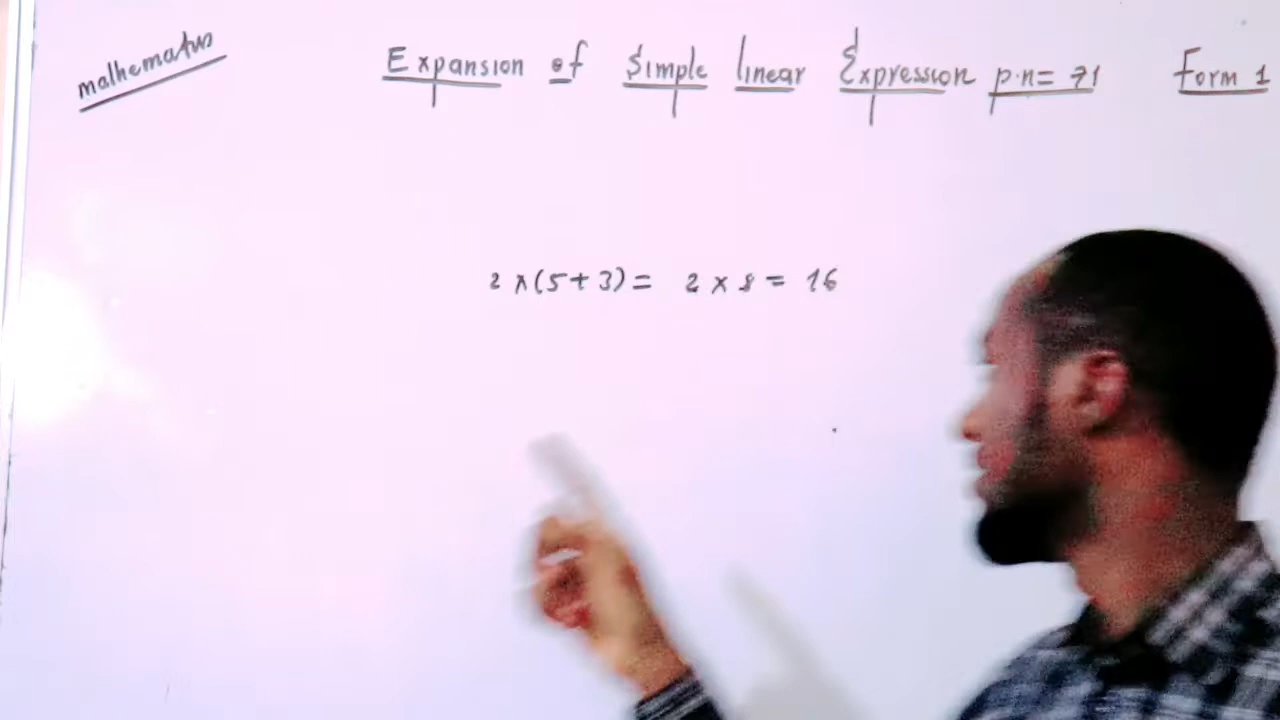 mathematics
Expansion of Simple linear Expression p.n= 71 Form 1
2 × (5 + 3) = 2 × 8 = 16